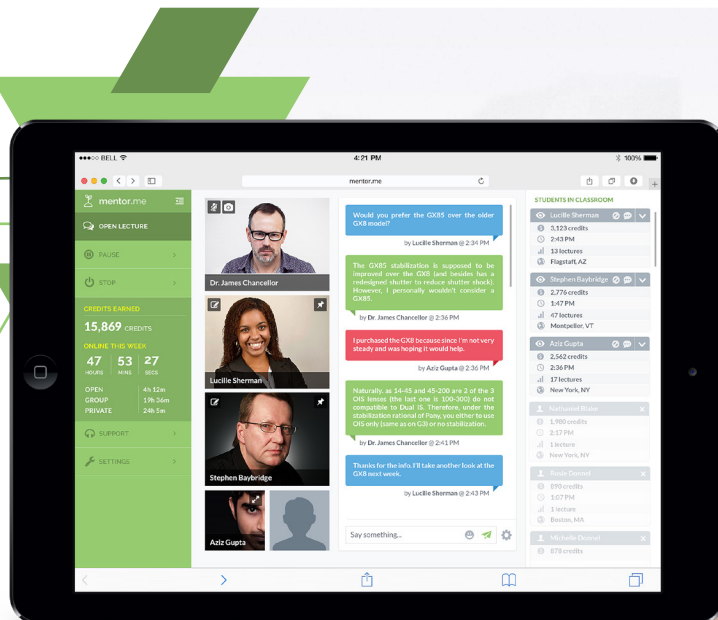 BELL
4:21 PM
100%
mentor.me
mentor.me
OPEN LECTURE
PAUSE
STOP
CREDITS EARNED
15,869 CREDITS
ONLINE THIS WEEK
47 53 27
HOURS MINS SECS
OPEN 4h 12m
GROUP 19h 36m
PRIVATE 24h 5m
SUPPORT
SETTINGS
Dr. James Chancellor
Lucille Sherman
Stephen Baybridge
Aziz Gupta
Would you prefer the GX85 over the older
GX8 model?
by Lucille Sherman @ 2:34 PM
The GX85 stabilization is supposed to be
improved over the GX8 (and besides has a
redesigned shutter to reduce shutter shock).
However, I personally wouldn't consider a
GX85.
by Dr. James Chancellor @ 2:36 PM
I purchased the GX8 because since I'm not very
steady and was hoping it would help.
by Aziz Gupta @ 2:36 PM
Naturally, as 14-45 and 45-200 are 2 of the 3
OIS lenses (the last one is 100-300) do not
compatible to Dual IS. Therefore, under the
stabilization rational of Pany, you either to use
OIS only (same as on G3) or no stabilization.
by Dr. James Chancellor @ 2:41 PM
Thanks for the info. I'll take another look at the
GX8 next week.
by Lucille Sherman @ 2:43 PM
Say something...
STUDENTS IN CLASSROOM
Lucille Sherman
3,123 credits
2:43 PM
13 lectures
Flagstaff, AZ
Stephen Baybridge
2,776 credits
1:47 PM
47 lectures
Montpelier, VT
Aziz Gupta
2,562 credits
2:36 PM
17 lectures
New York, NY
Nathaniel Blake
1,900 credits
2:17 PM
1 lecture
New York, NY
Rosie Donnel
890 credits
1:07 PM
1 lecture
Boston, MA
Michelle Donnel
878 credits